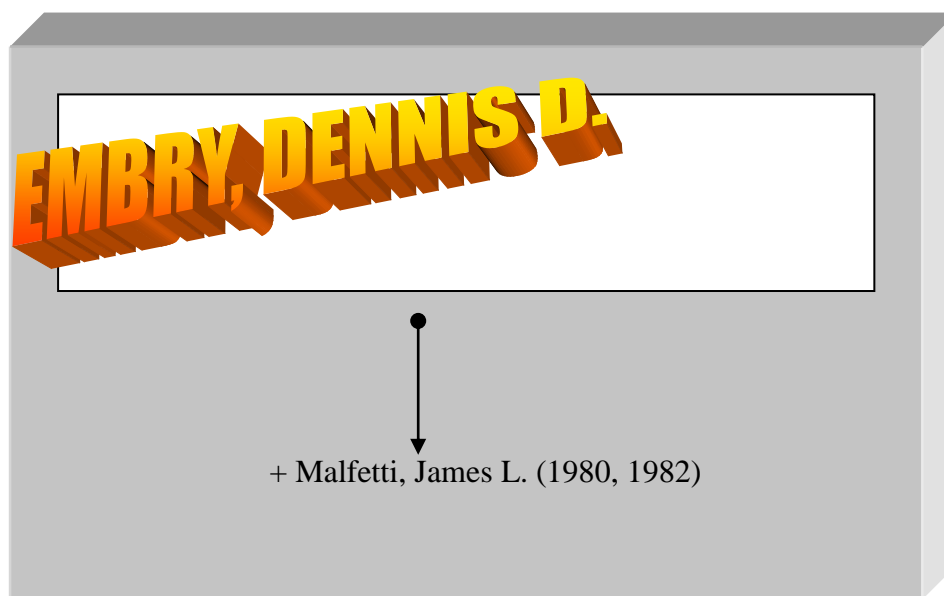 EMBRY, DENNIS D.
+ Malfetti, James L. (1980, 1982)